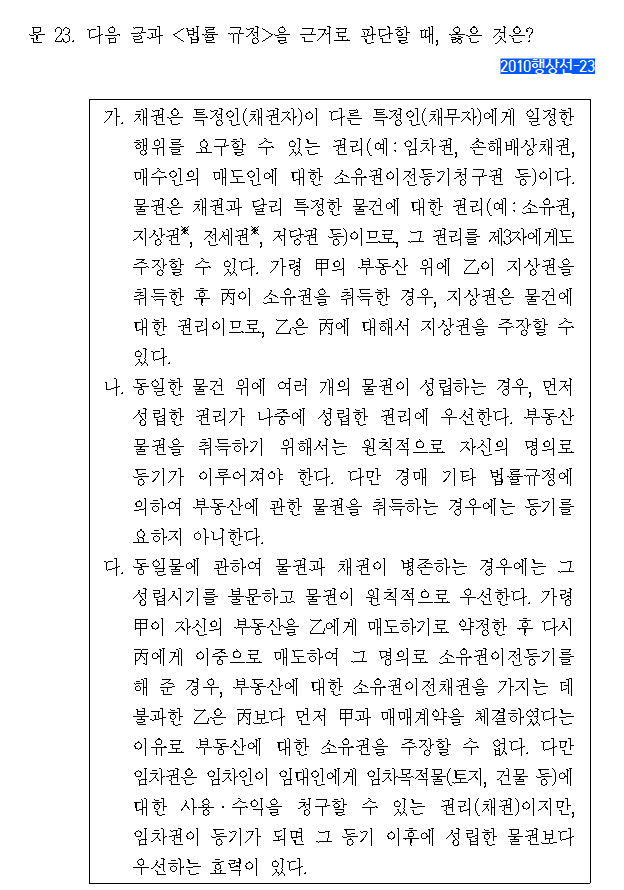 문 23. 다음 글과 <법률 규정>을 근거로 판단할 때, 옳은 것은?
2010행상선-23
가. 채권은 특정인(채권자)이 다른 특정인(채무자)에게 일정한
행위를 요구할 수 있는 권리(예 : 임차권, 손해배상채권,
매수인의 매도인에 대한 소유권이전등기청구권 등)이다.
물권은 채권과 달리 특정한 물건에 대한 권리(예 : 소유권,
지상권※, 전세권※, 저당권 등)이므로, 그 권리를 제3자에게도
주장할 수 있다. 가령 甲의 부동산 위에 乙이 지상권을
취득한 후 丙이 소유권을 취득한 경우, 지상권은 물건에
대한 권리이므로, 乙은 丙에 대해서 지상권을 주장할 수
있다.
나. 동일한 물건 위에 여러 개의 물권이 성립하는 경우, 먼저
성립한 권리가 나중에 성립한 권리에 우선한다. 부동산
물권을 취득하기 위해서는 원칙적으로 자신의 명의로
등기가 이루어져야 한다. 다만 경매 기타 법률규정에
의하여 부동산에 관한 물권을 취득하는 경우에는 등기를
요하지 아니한다.
다. 동일물에 관하여 물권과 채권이 병존하는 경우에는 그
성립시기를 불문하고 물권이 원칙적으로 우선한다. 가령
甲이 자신의 부동산을 乙에게 매도하기로 약정한 후 다시
丙에게 이중으로 매도하여 그 명의로 소유권이전등기를
해 준 경우, 부동산에 대한 소유권이전채권을 가지는 데
불과한 乙은 丙보다 먼저 甲과 매매계약을 체결하였다는
이유로 부동산에 대한 소유권을 주장할 수 없다. 다만
임차권은 임차인이 임대인에게 임차목적물(토지, 건물 등)에
대한 사용·수익을 청구할 수 있는 권리(채권)이지만,
임차권이 등기가 되면 그 등기 이후에 성립한 물권보다
우선하는 효력이 있다.